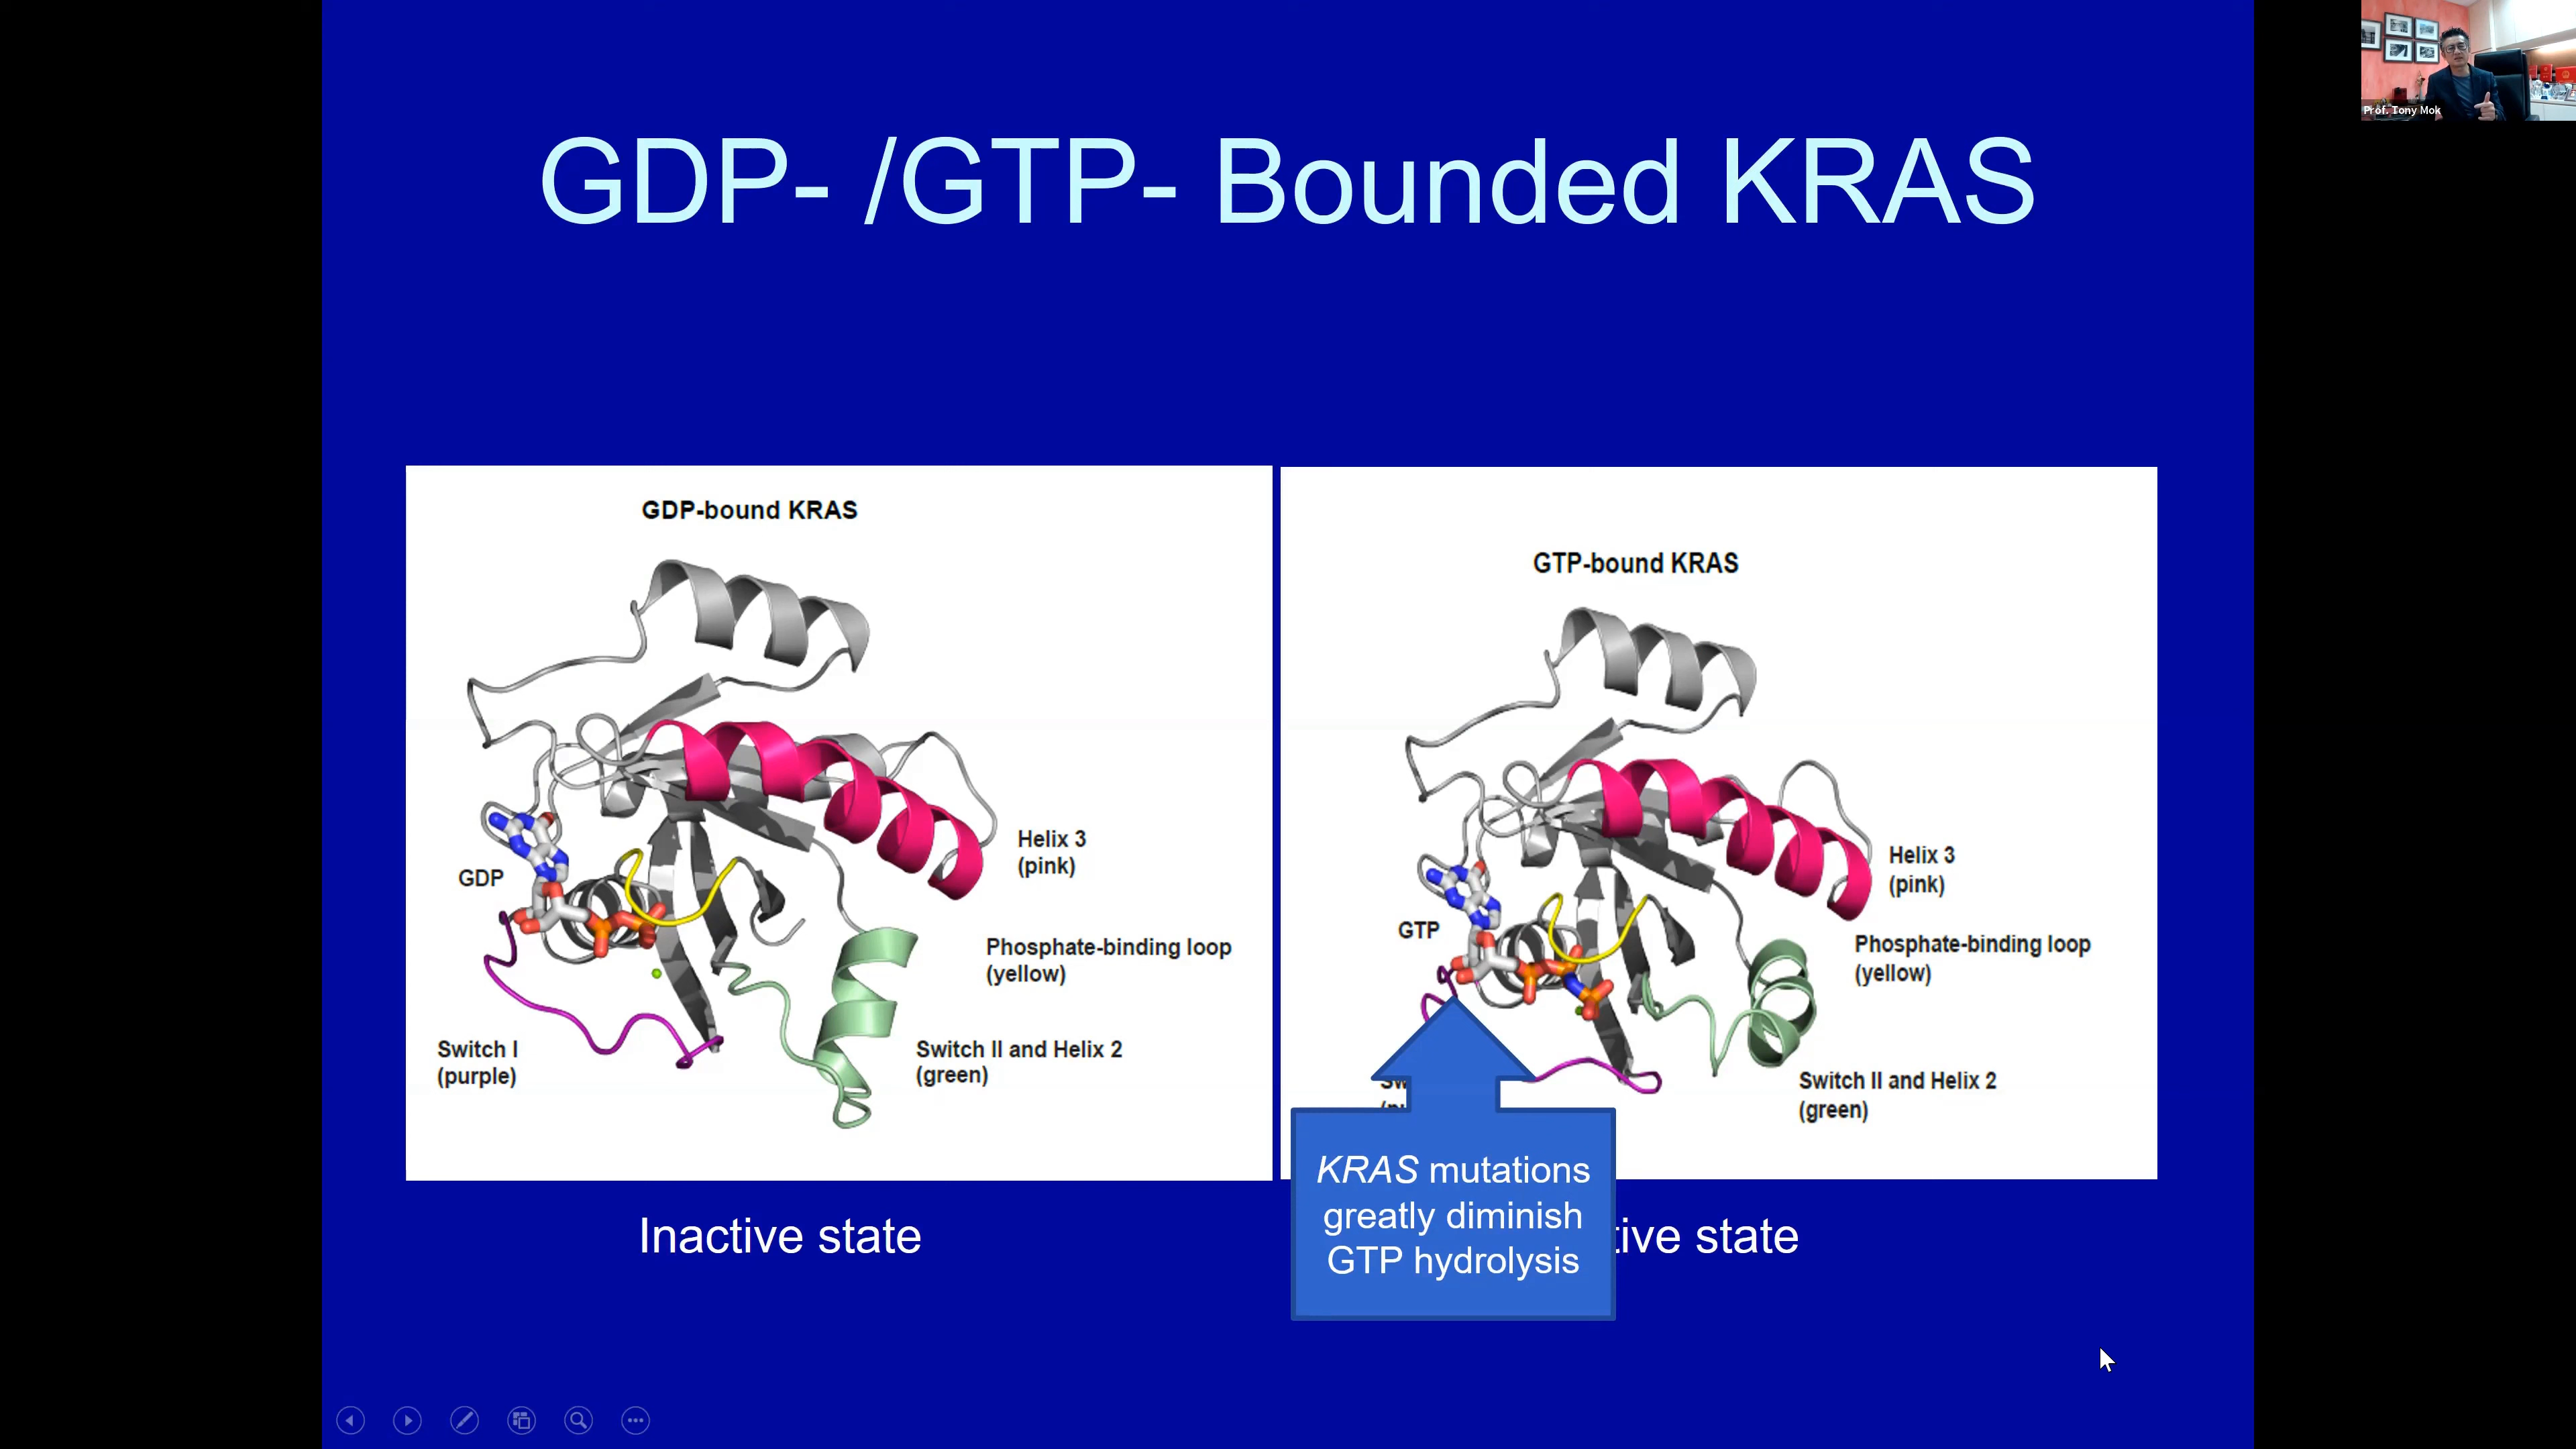 Prof. Tony Mok
GDP- /GTP- Bounded KRAS
GDP-bound KRAS
Helix 3
(pink)
GDP
Phosphate-binding loop
(yellow)
Switch I
(purple)
Switch II and Helix 2
(green)
Inactive state
GTP-bound KRAS
Helix 3
(pink)
GTP
Phosphate-binding loop
(yellow)
Sw
Switch II and Helix 2
(green)
KRAS mutations
greatly diminish
GTP hydrolysis
tive state